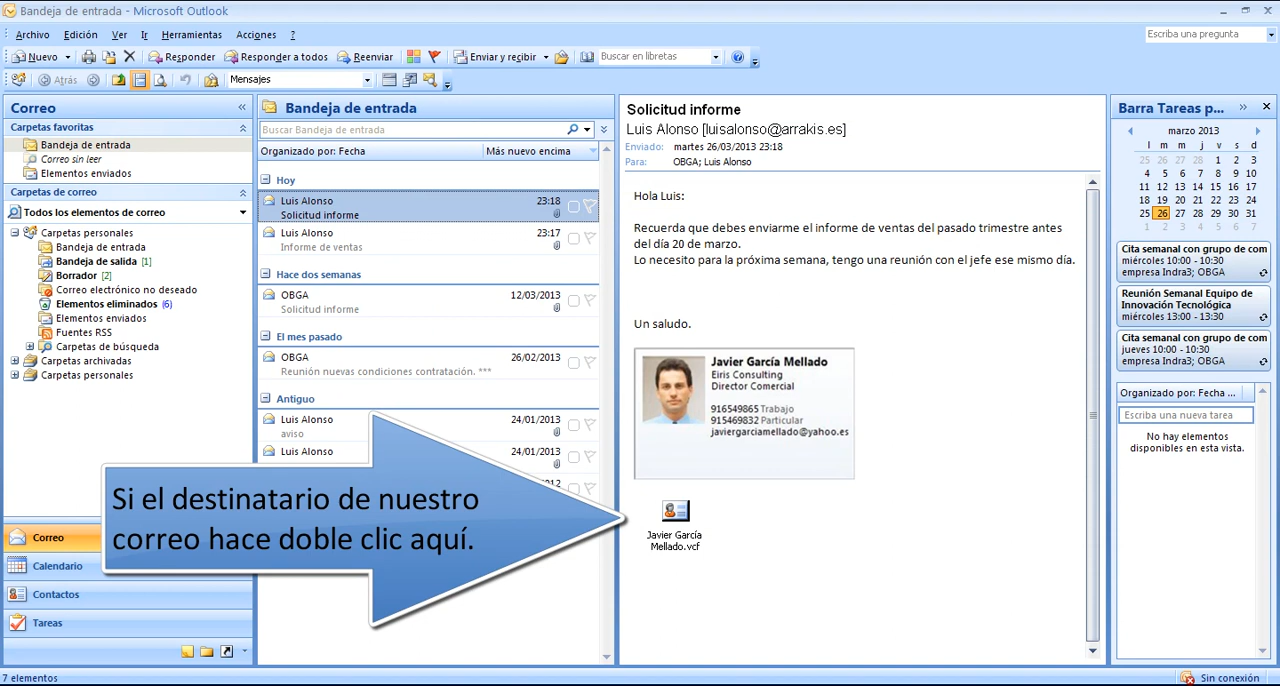 Bandeja de entrada - Microsoft Outlook
Archivo Edición Ver Ir Herramientas Acciones ?
Escriba una pregunta
Nuevo Responder Responder a todos Reenviar Enviar y recibir Buscar en libretas
Atrás Mensajes
Correo «
Carpetas favoritas
Bandeja de entrada
Correo sin leer
Elementos enviados
Carpetas de correo
Todos los elementos de correo
Carpetas personales
Bandeja de entrada
Bandeja de salida [1]
Borrador [2]
Correo electrónico no deseado
Elementos eliminados (6)
Elementos enviados
Fuentes RSS
Carpetas de búsqueda
Carpetas archivadas
Carpetas personales
Correo
Calendario
Contactos
Tareas
Bandeja de entrada
Buscar Bandeja de entrada
Organizado por: Fecha Más nuevo encima
Hoy
Luis Alonso 23:18
Solicitud informe
Luis Alonso 23:17
Informe de ventas
Hace dos semanas
OBGA 12/03/2013
Solicitud informe
El mes pasado
OBGA 26/02/2013
Reunión nuevas condiciones contratación. ***
Antiguo
Luis Alonso 24/01/2013
aviso
Luis Alonso 24/01/2013
Si el destinatario de nuestro
correo hace doble clic aquí.
Solicitud informe
Luis Alonso [luisalonso@arrakis.es]
Enviado: martes 26/03/2013 23:18
Para: OBGA; Luis Alonso
Hola Luis:
Recuerda que debes enviarme el informe de ventas del pasado trimestre antes
del día 20 de marzo.
Lo necesito para la próxima semana, tengo una reunión con el jefe ese mismo día.
Un saludo.
Javier García Mellado
Eiris Consulting
Director Comercial
916549865 Trabajo
915469832 Particular
javiergarciamellado@yahoo.es
Javier García
Mellado.vcf
Barra Tareas p... »
marzo 2013
l m m j v s d
25 26 27 28 1 2 3
4 5 6 7 8 9 10
11 12 13 14 15 16 17
18 19 20 21 22 23 24
25 26 27 28 29 30 31
1 2 3 4 5 6 7
Cita semanal con grupo de com
miércoles 10:00 - 10:30
empresa Indra3; OBGA
Reunión Semanal Equipo de
Innovación Tecnológica
miércoles 13:00 - 13:30
Cita semanal con grupo de com
jueves 10:00 - 10:30
empresa Indra3; OBGA
Organizado por: Fecha ...
Escriba una nueva tarea
No hay elementos
disponibles en esta vista.
7 elementos
Sin conexión